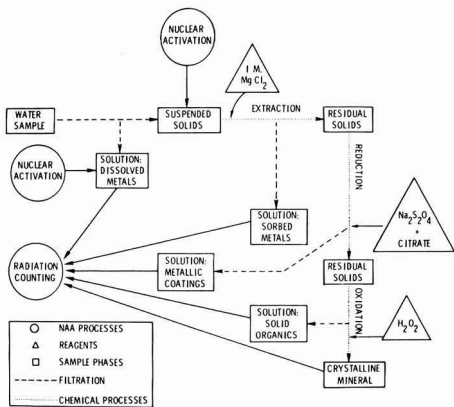 NUCLEAR
ACTIVATION
1 M.
MgCl2
EXTRACTION
WATER
SAMPLE
SUSPENDED
SOLIDS
RESIDUAL
SOLIDS
NUCLEAR
ACTIVATION
SOLUTION:
DISSOLVED
METALS
REDUCTION
SOLUTION:
SORBED
METALS
Na2S2O4
+
CITRATE
RADIATION
COUNTING
SOLUTION:
METALLIC
COATINGS
RESIDUAL
SOLIDS
OXIDATION
SOLUTION:
SOLID
ORGANICS
H2O2
CRYSTALLINE
MINERAL
NAA PROCESSES
REAGENTS
SAMPLE PHASES
FILTRATION
CHEMICAL PROCESSES